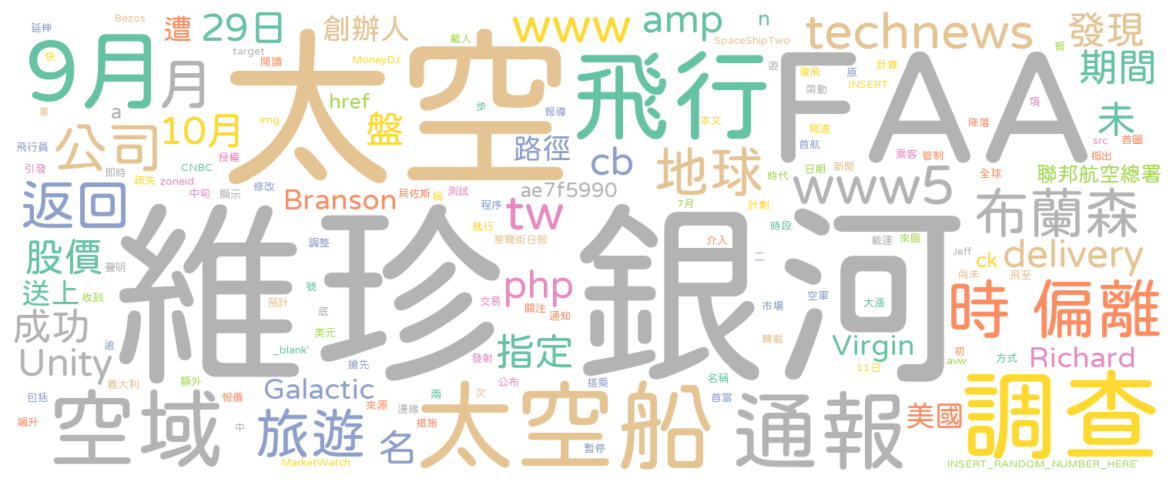 延伸
遭
29日
創辦人
www
amp
n
technews
發現
快
9月
月
太空
載人
SpaceShipTwo
Bezos
target
閱讀
MoneyDJ
飛行
遊
復飛
原
計算
FAA
報
期間
事
a
href
步
報導
INSERT
帶動
項
未
飛行員
公司
10月
img
盤
路徑
cb
本文
寫道
首航
降落
src
首圖
引發
即時
CNBC
授權
地球
時代
日期
新聞
乘客
管制
指出
聯邦航空總署
疏失
zoneid
中旬
顯示
修改
貝佐斯
稱
測試
ae7f5990
www5
全球
返回
Branson
程序
tw
7月
計劃
布蘭森
執行
華爾街日報
時段
股價
聲明
調整
維珍銀河
介入
二
載運
來臨
Jeff
ck
delivery
送上
收到
預計
號
底
交易
php
關注
通知
市場
空軍
大漲
尚未
飛至
時
偏離
成功
美元
Unity
追
_blank'
搶先
發射
指定
轉載
Virgin
初
avw
方式
Richard
義大利
額外
Galactic
公布
搭乘
名稱
11日
包括
報價
來源
兩
次
首富
飆升
空域
中
旅遊
名
邊緣
措施
太空船
暫停
通報
美國
調查
MarketWatch
INSERT_RANDOM_NUMBER_HERE'